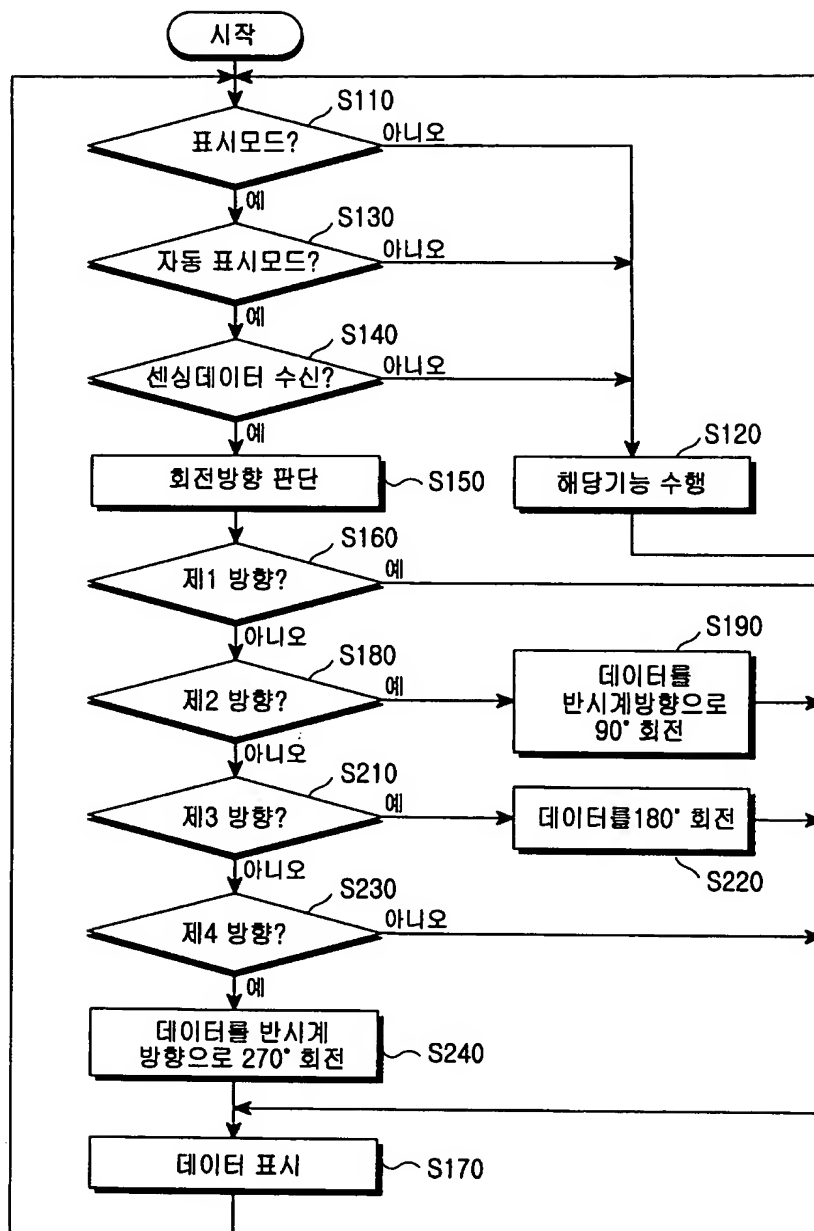 시작
S110
표시모드?
아니오
예
S130
자동 표시모드?
아니오
예
S140
센싱데이터 수신?
아니오
예
회전방향 판단
S150
S120
해당기능 수행
S160
제1 방향?
예
아니오
S180
제2 방향?
예
S190
데이터를
반시계방향으로
90° 회전
아니오
S210
제3 방향?
예
데이터를180° 회전
S220
아니오
S230
제4 방향?
아니오
예
데이터를 반시계
방향으로 270° 회전
S240
데이터 표시
S170